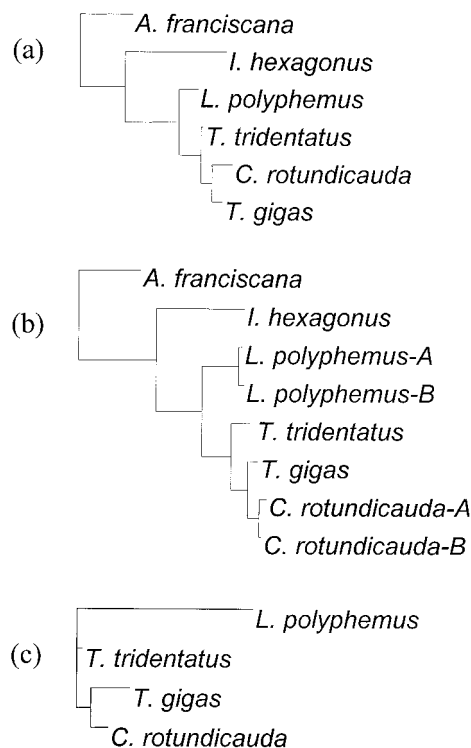 A. franciscana
(a)
I. hexagonus
L. polyphemus
T. tridentatus
C. rotundicauda
T. gigas
A. franciscana
(b)
I. hexagonus
L. polyphemus-A
L. polyphemus-B
T. tridentatus
T. gigas
C. rotundicauda-A
C. rotundicauda-B
L. polyphemus
(c)
T. tridentatus
T. gigas
C. rotundicauda